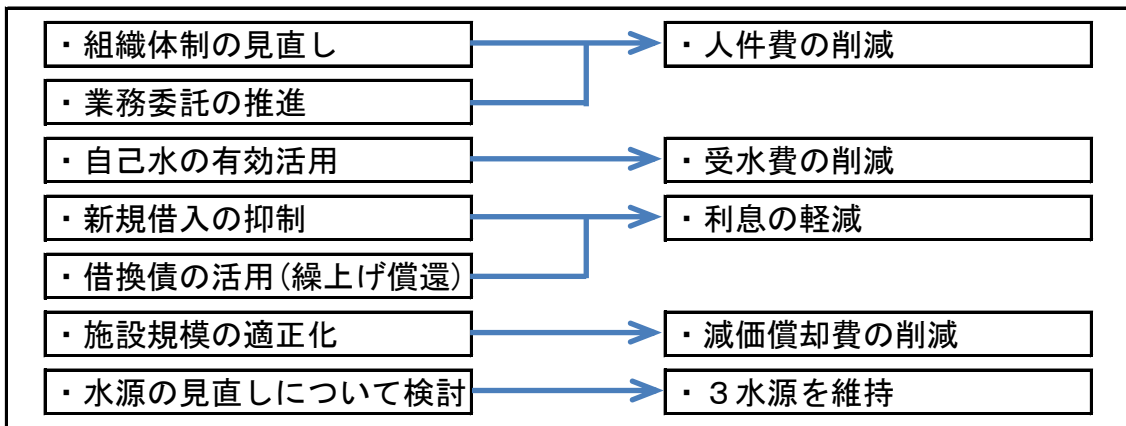 ・組織体制の見直し
・人件費の削減
・業務委託の推進
・自己水の有効活用
・受水費の削減
・新規借入の抑制
・利息の軽減
・借換債の活用(繰上げ償還)
・施設規模の適正化
・減価償却費の削減
・水源の見直しについて検討
・３水源を維持